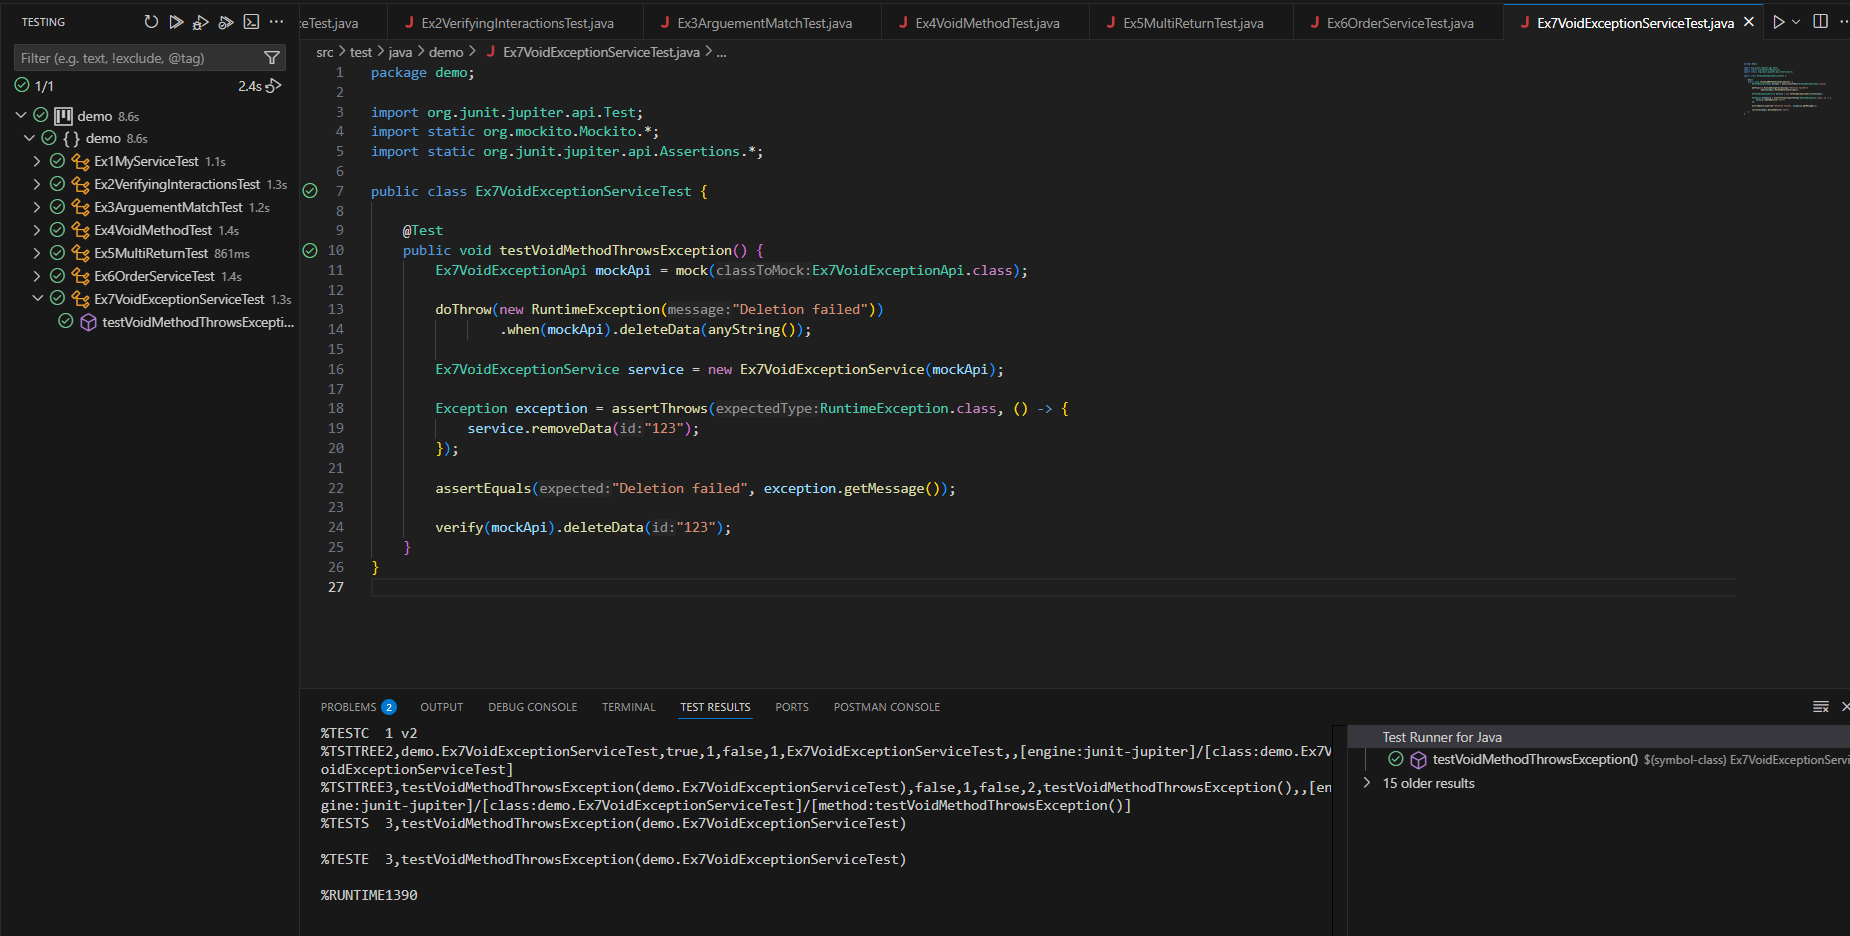 TESTING
Filter (e.g. text, !exclude, @tag)
1/1
2.4s
demo 8.6s
{} demo 8.6s
Ex1MyServiceTest 1.1s
Ex2VerifyingInteractionsTest 1.3s
Ex3ArguementMatchTest 1.2s
Ex4VoidMethodTest 1.4s
Ex5MultiReturnTest 861ms
Ex6OrderServiceTest 1.4s
Ex7VoidExceptionServiceTest 1.3s
testVoidMethodThrowsExcepti...
eTest.java
J Ex2VerifyingInteractionsTest.java
J Ex3ArguementMatchTest.java
J Ex4VoidMethodTest.java
J Ex5MultiReturnTest.java
J Ex6OrderServiceTest.java
J Ex7VoidExceptionServiceTest.java
src > test > java > demo > J Ex7VoidExceptionServiceTest.java > ...
1 package demo;
2
3 import org.junit.jupiter.api.Test;
4 import static org.mockito.Mockito.*;
5 import static org.junit.jupiter.api.Assertions.*;
6
7 public class Ex7VoidExceptionServiceTest {
8
9 @Test
10 public void testVoidMethodThrowsException() {
11 Ex7VoidExceptionApi mockApi = mock(classToMock:Ex7VoidExceptionApi.class);
12
13 doThrow(new RuntimeException(message:"Deletion failed"))
14 .when(mockApi).deleteData(anyString());
15
16 Ex7VoidExceptionService service = new Ex7VoidExceptionService(mockApi);
17
18 Exception exception = assertThrows(expectedType:RuntimeException.class, () -> {
19 service.removeData(id:"123");
20 });
21
22 assertEquals(expected:"Deletion failed", exception.getMessage());
23
24 verify(mockApi).deleteData(id:"123");
25 }
26 }
27
PROBLEMS 2 OUTPUT DEBUG CONSOLE TERMINAL TEST RESULTS PORTS POSTMAN CONSOLE
%TESTC 1 v2
%TSTTREE2,demo.Ex7VoidExceptionServiceTest,true,1,false,1,Ex7VoidExceptionServiceTest,,[engine:junit-jupiter]/[class:demo.Ex7V
oidExceptionServiceTest]
%TSTTREE3,testVoidMethodThrowsException(demo.Ex7VoidExceptionServiceTest),false,1,false,2,testVoidMethodThrowsException(),,[en
gine:junit-jupiter]/[class:demo.Ex7VoidExceptionServiceTest]/[method:testVoidMethodThrowsException()]
%TESTS 3,testVoidMethodThrowsException(demo.Ex7VoidExceptionServiceTest)
%TESTE 3,testVoidMethodThrowsException(demo.Ex7VoidExceptionServiceTest)
%RUNTIME1390
Test Runner for Java
testVoidMethodThrowsException() $(symbol-class) Ex7VoidExceptionServi
15 older results